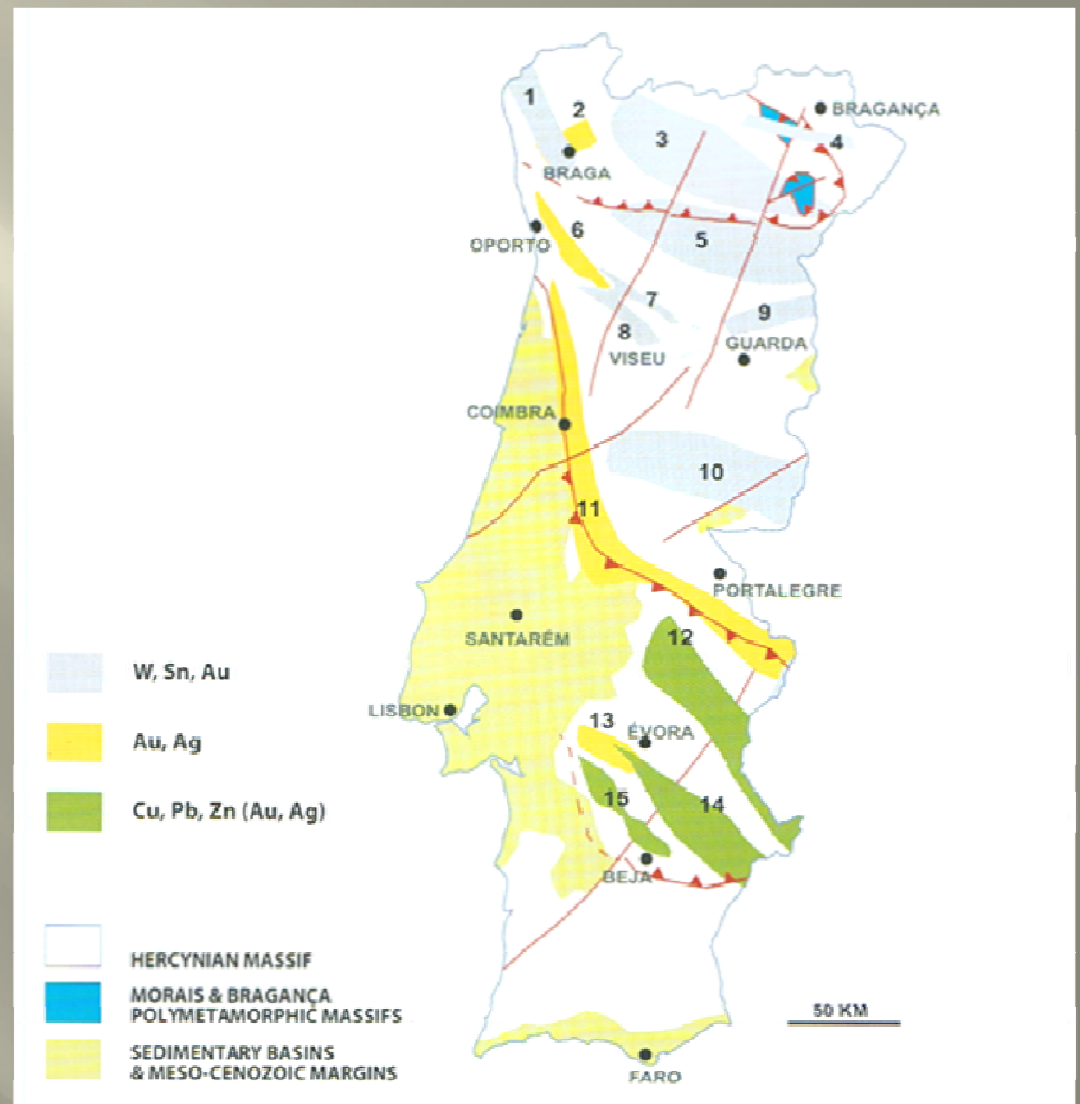 1
2
BRAGANÇA
3
4
BRAGA
6
OPORTO
5
7
9
8
GUARDA
VISEU
COIMBRA
10
11
PORTALEGRE
SANTARÉM
12
W, Sn, Au
LISBON
13
ÉVORA
Au, Ag
15
14
Cu, Pb, Zn (Au, Ag)
BEJA
HERCYNIAN MASSIF
MORAIS & BRAGANÇA
POLYMETAMORPHIC MASSIFS
50 KM
SEDIMENTARY BASINS
& MESO-CENOZOIC MARGINS
FARO